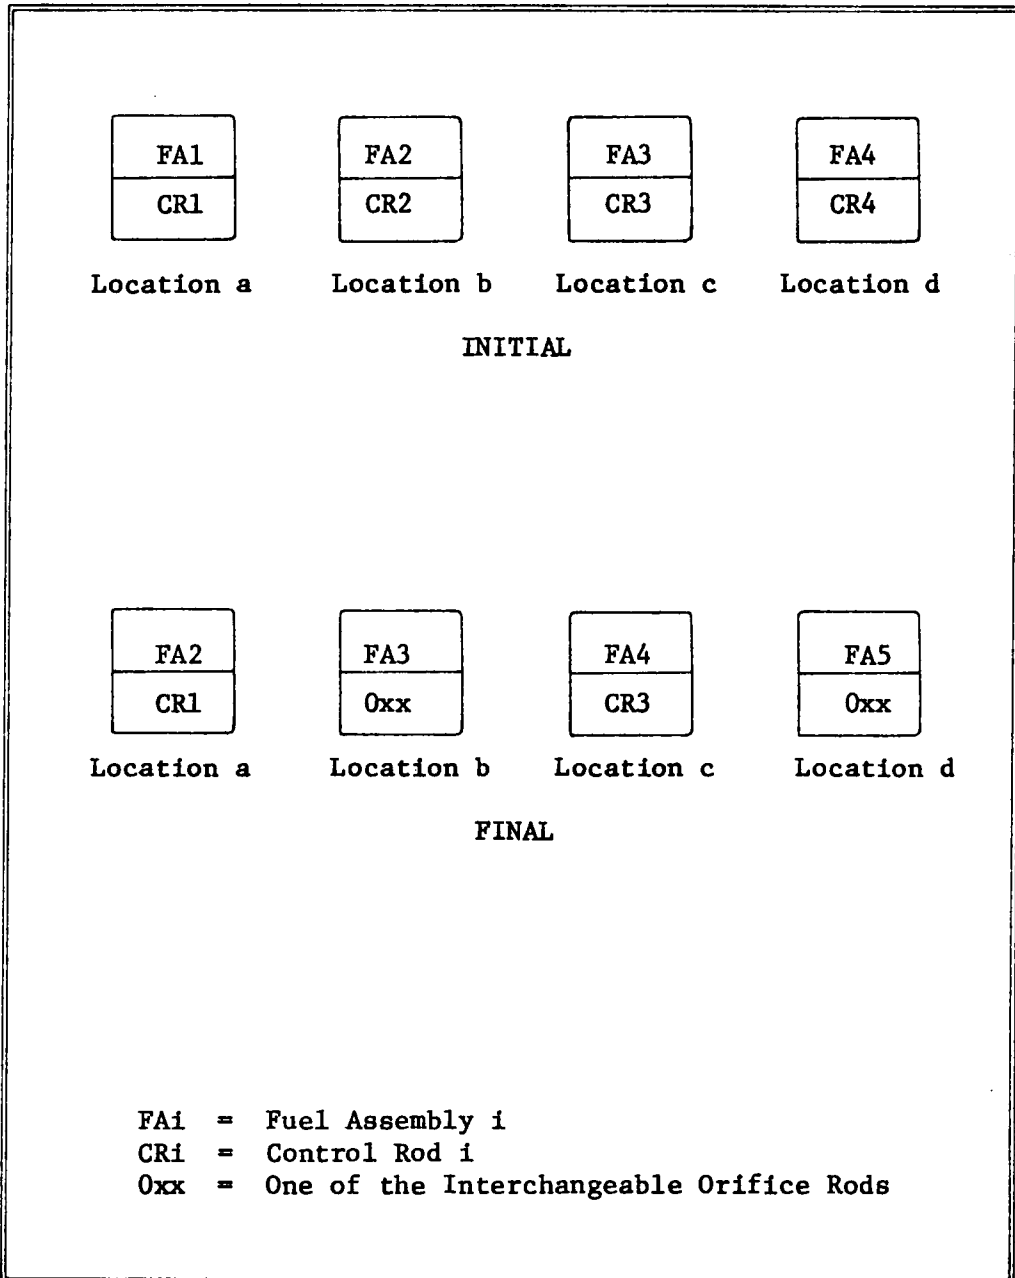 FA1 FA2 FA3 FA4
CR1 CR2 CR3 CR4
Location a Location b Location c Location d
INITIAL
FA2 FA3 FA4 FA5
CR1 Oxx CR3 Oxx
Location a Location b Location c Location d
FINAL
FAi = Fuel Assembly i
CRi = Control Rod i
Oxx = One of the Interchangeable Orifice Rods